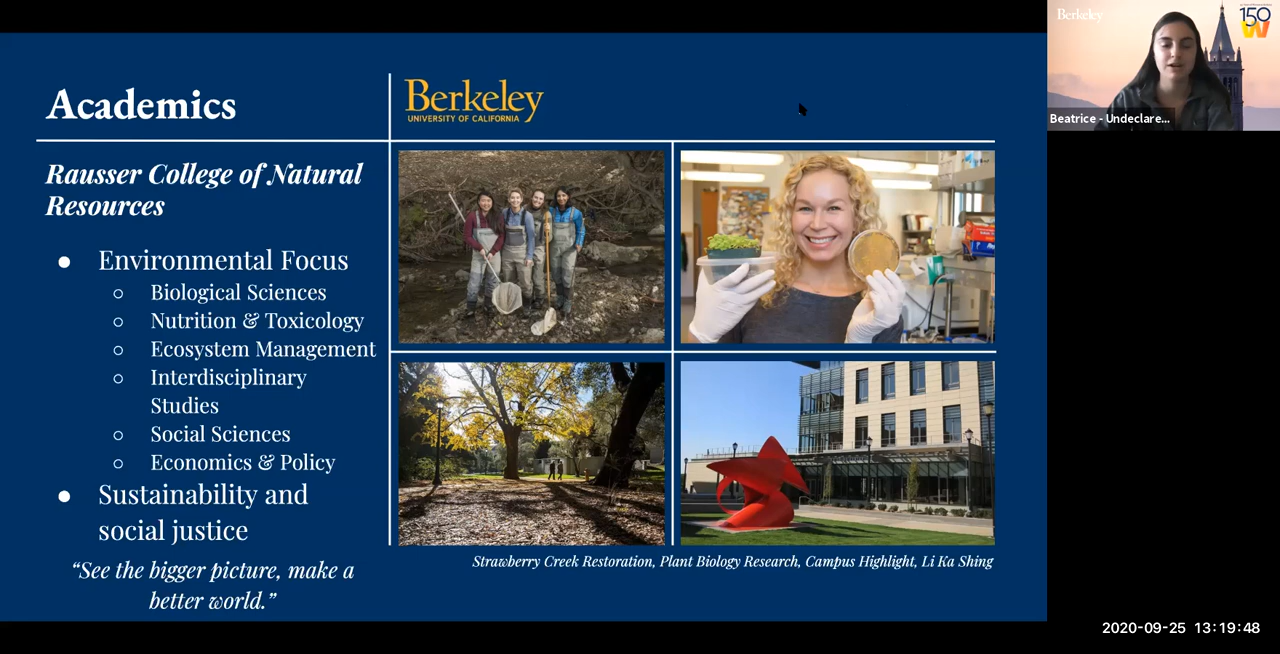 Academics
Berkeley
UNIVERSITY OF CALIFORNIA
Rausser College of Natural
Resources
● Environmental Focus
○ Biological Sciences
○ Nutrition & Toxicology
○ Ecosystem Management
○ Interdisciplinary
Studies
○ Social Sciences
○ Economics & Policy
● Sustainability and
social justice
“See the bigger picture, make a
better world.”
Strawberry Creek Restoration, Plant Biology Research, Campus Highlight, Li Ka Shing
Berkeley
150
W
Beatrice - Undeclare...
2020-09-25 13:19:48